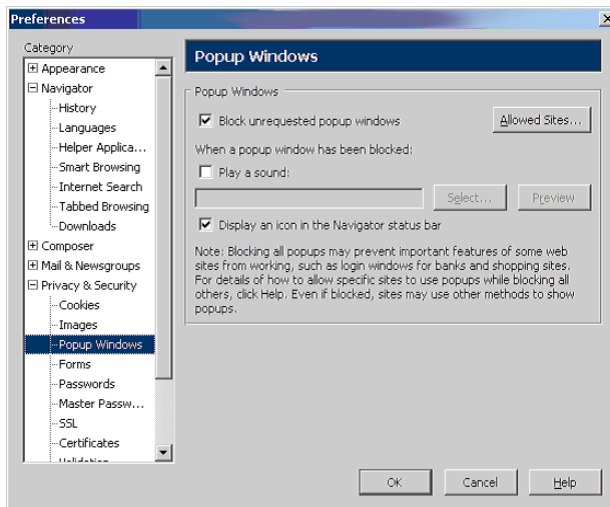 Preferences
Category
Appearance
Navigator
History
Languages
Helper Applica...
Smart Browsing
Internet Search
Tabbed Browsing
Downloads
Composer
Mail & Newsgroups
Privacy & Security
Cookies
Images
Popup Windows
Forms
Passwords
Master Passw...
SSL
Certificates
Validation
Popup Windows
Popup Windows
Block unrequested popup windows
Allowed Sites...
When a popup window has been blocked:
Play a sound:
Select...
Preview
Display an icon in the Navigator status bar
Note: Blocking all popups may prevent important features of some web
sites from working, such as login windows for banks and shopping sites.
For details of how to allow specific sites to use popups while blocking all
others, click Help. Even if blocked, sites may use other methods to show
popups.
OK
Cancel
Help